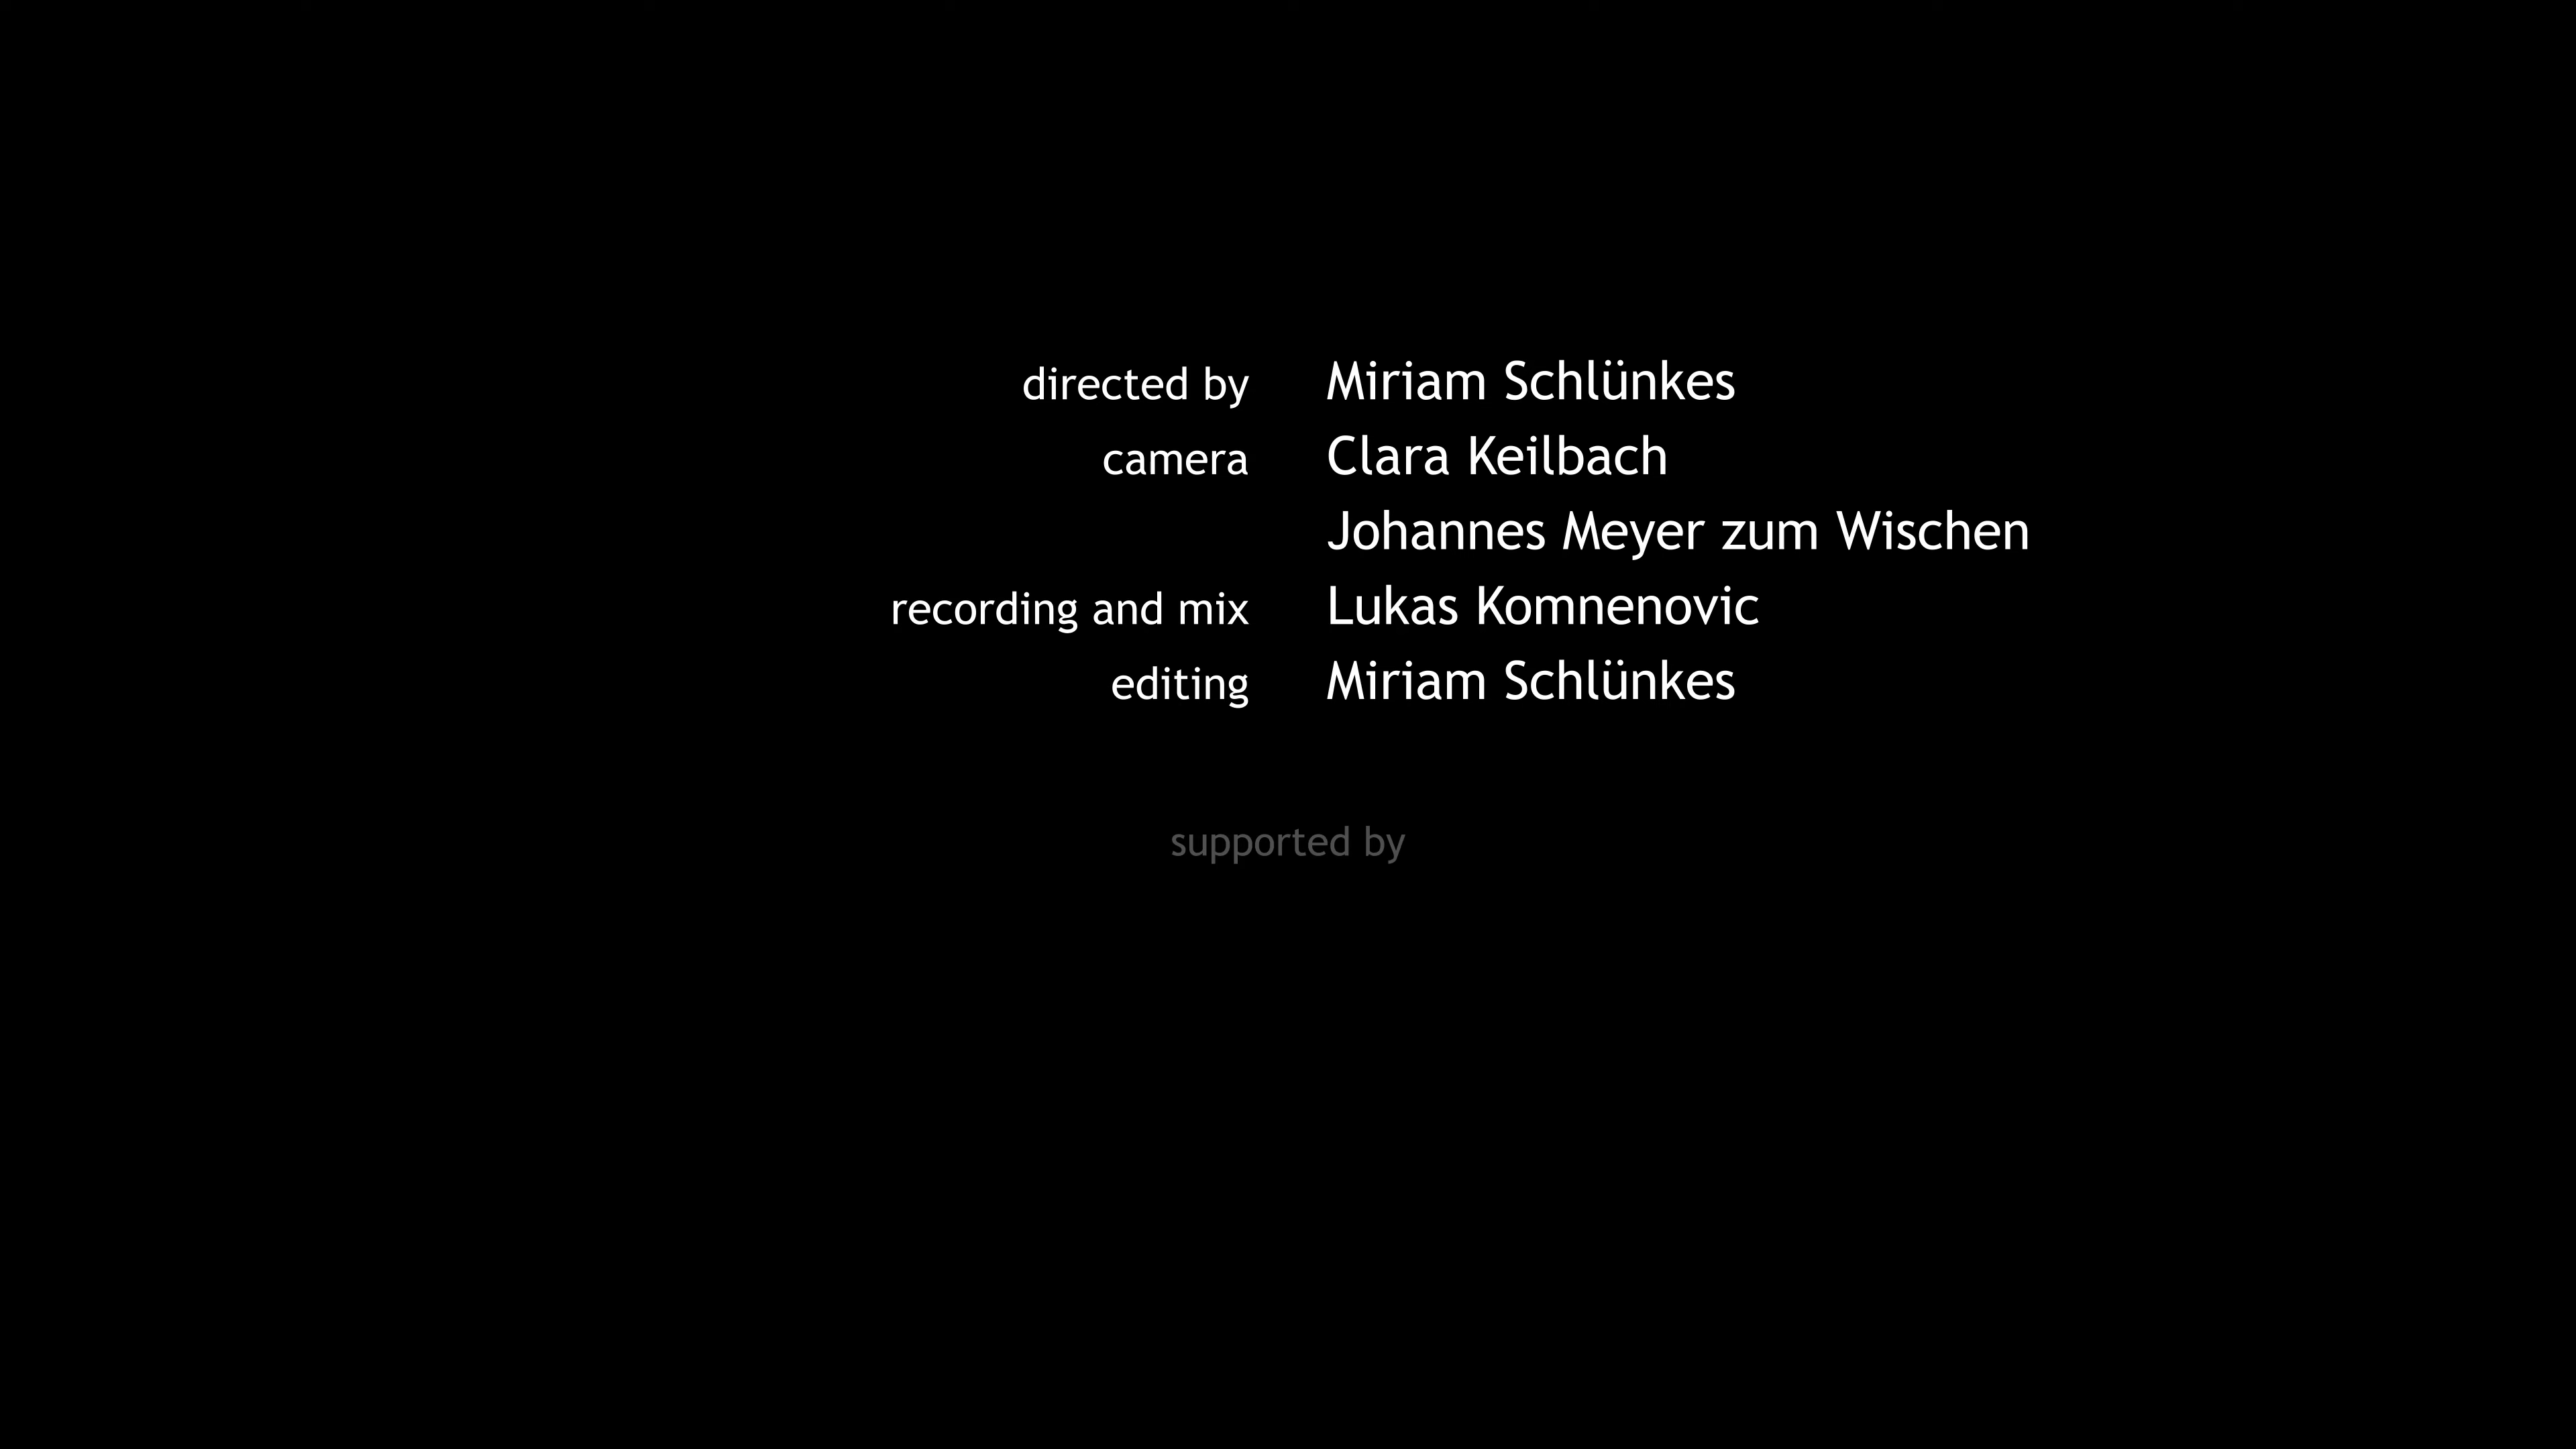 directed by Miriam Schlünkes
camera Clara Keilbach
Johannes Meyer zum Wischen
recording and mix Lukas Komnenovic
editing Miriam Schlünkes
supported by